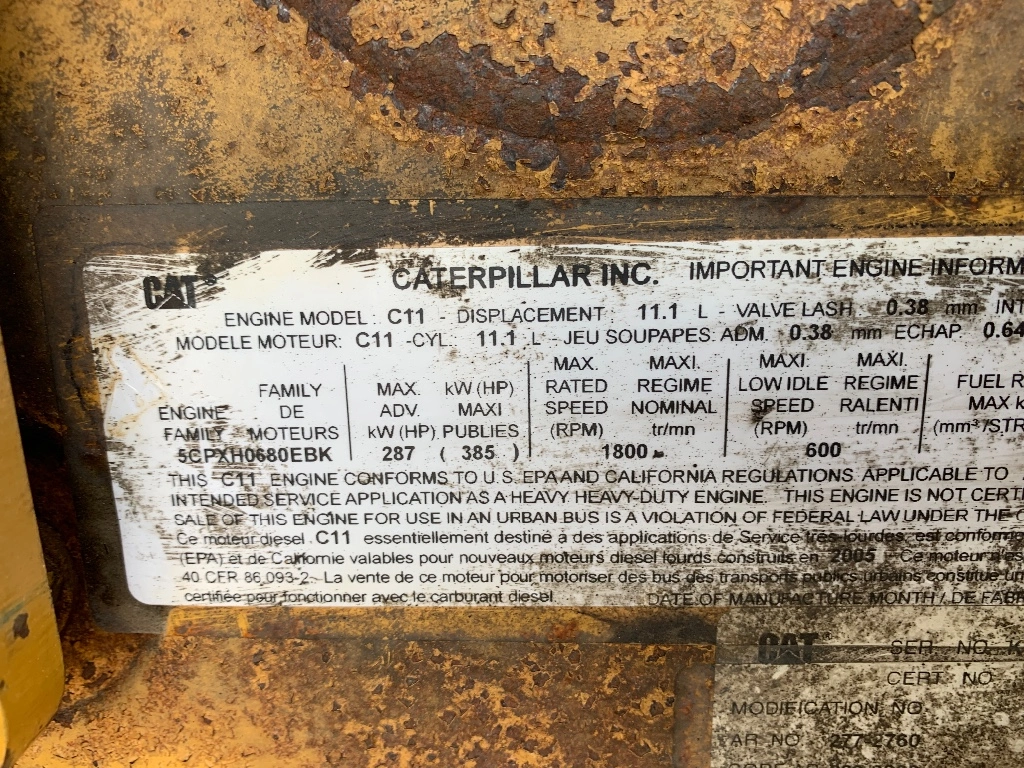 CAT® CATERPILLAR INC. IMPORTANT ENGINE INFORM
ENGINE MODEL: C11 - DISPLACEMENT: 11.1 L - VALVE LASH: 0.38 mm INT
MODELE MOTEUR: C11 -CYL.: 11.1 L - JEU SOUPAPES: ADM. 0.38 mm ECHAP. 0.64
MAX. MAXI. MAXI. MAXI.
FAMILY MAX. kW (HP) RATED REGIME LOW IDLE REGIME FUEL R
ENGINE DE ADV. MAXI SPEED NOMINAL SPEED RALENTI MAX k
FAMILY MOTEURS kW (HP) PUBLIES (RPM) tr/mn (RPM) tr/mn (mm³/STR
5CPXH0680EBK 287 ( 385 ) 1800 600
THIS C11 ENGINE CONFORMS TO U.S. EPA AND CALIFORNIA REGULATIONS APPLICABLE TO
INTENDED SERVICE APPLICATION AS A HEAVY HEAVY-DUTY ENGINE. THIS ENGINE IS NOT CERTI
SALE OF THIS ENGINE FOR USE IN AN URBAN BUS IS A VIOLATION OF FEDERAL LAW UNDER THE C
Ce moteur diesel C11 essentiellement destiné à des applications de Service très lourdes, est conforme
(EPA) et de Californie valables pour nouveaux moteurs diesel lourds construits en 2005. Ce moteur n'es
40 CFR 86.093-2. La vente de ce moteur pour motoriser des bus des transports publics urbains constitue un
certifiée pour fonctionner avec le carburant diesel. DATE OF MANUFACTURE MONTH / DE FABR
CAT® SER. NO. K
CERT NO
MODIFICATION NO.
AR NO 277-2760